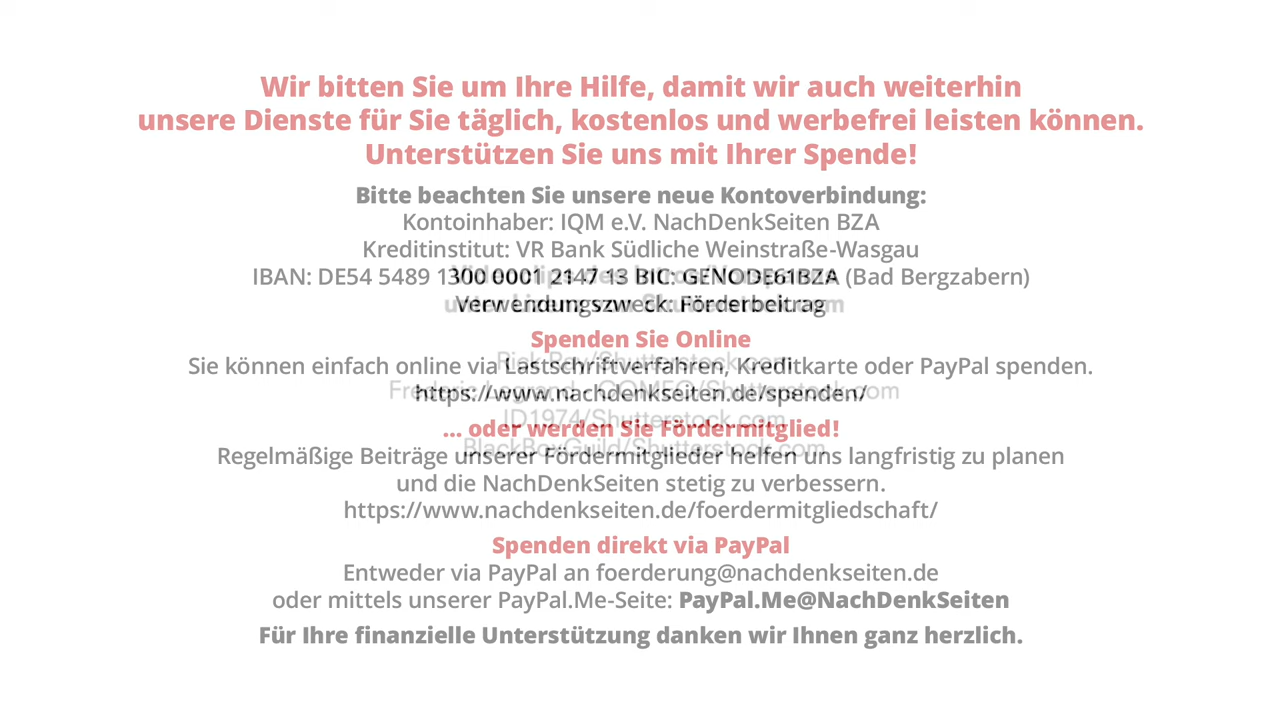 Wir bitten Sie um Ihre Hilfe, damit wir auch weiterhin
unsere Dienste für Sie täglich, kostenlos und werbefrei leisten können.
Unterstützen Sie uns mit Ihrer Spende!
Bitte beachten Sie unsere neue Kontoverbindung:
Kontoinhaber: IQM e.V. NachDenkSeiten BZA
Kreditinstitut: VR Bank Südliche Weinstraße-Wasgau
IBAN: DE54 5489 1300 0001 2147 13 BIC: GENODE61BZA (Bad Bergzabern)
Verwendungszweck: Förderbeitrag
Spenden Sie Online
Sie können einfach online via Lastschriftverfahren, Kreditkarte oder PayPal spenden.
https://www.nachdenkseiten.de/spenden/
ID1974/Shutterstock.com
... oder werden Sie Fördermitglied!
BlackBoxGuild/Shutterstock.com
Regelmäßige Beiträge unserer Fördermitglieder helfen uns langfristig zu planen
und die NachDenkSeiten stetig zu verbessern.
https://www.nachdenkseiten.de/foerdermitgliedschaft/
Spenden direkt via PayPal
Entweder via PayPal an foerderung@nachdenkseiten.de
oder mittels unserer PayPal.Me-Seite: PayPal.Me@NachDenkSeiten
Für Ihre finanzielle Unterstützung danken wir Ihnen ganz herzlich.